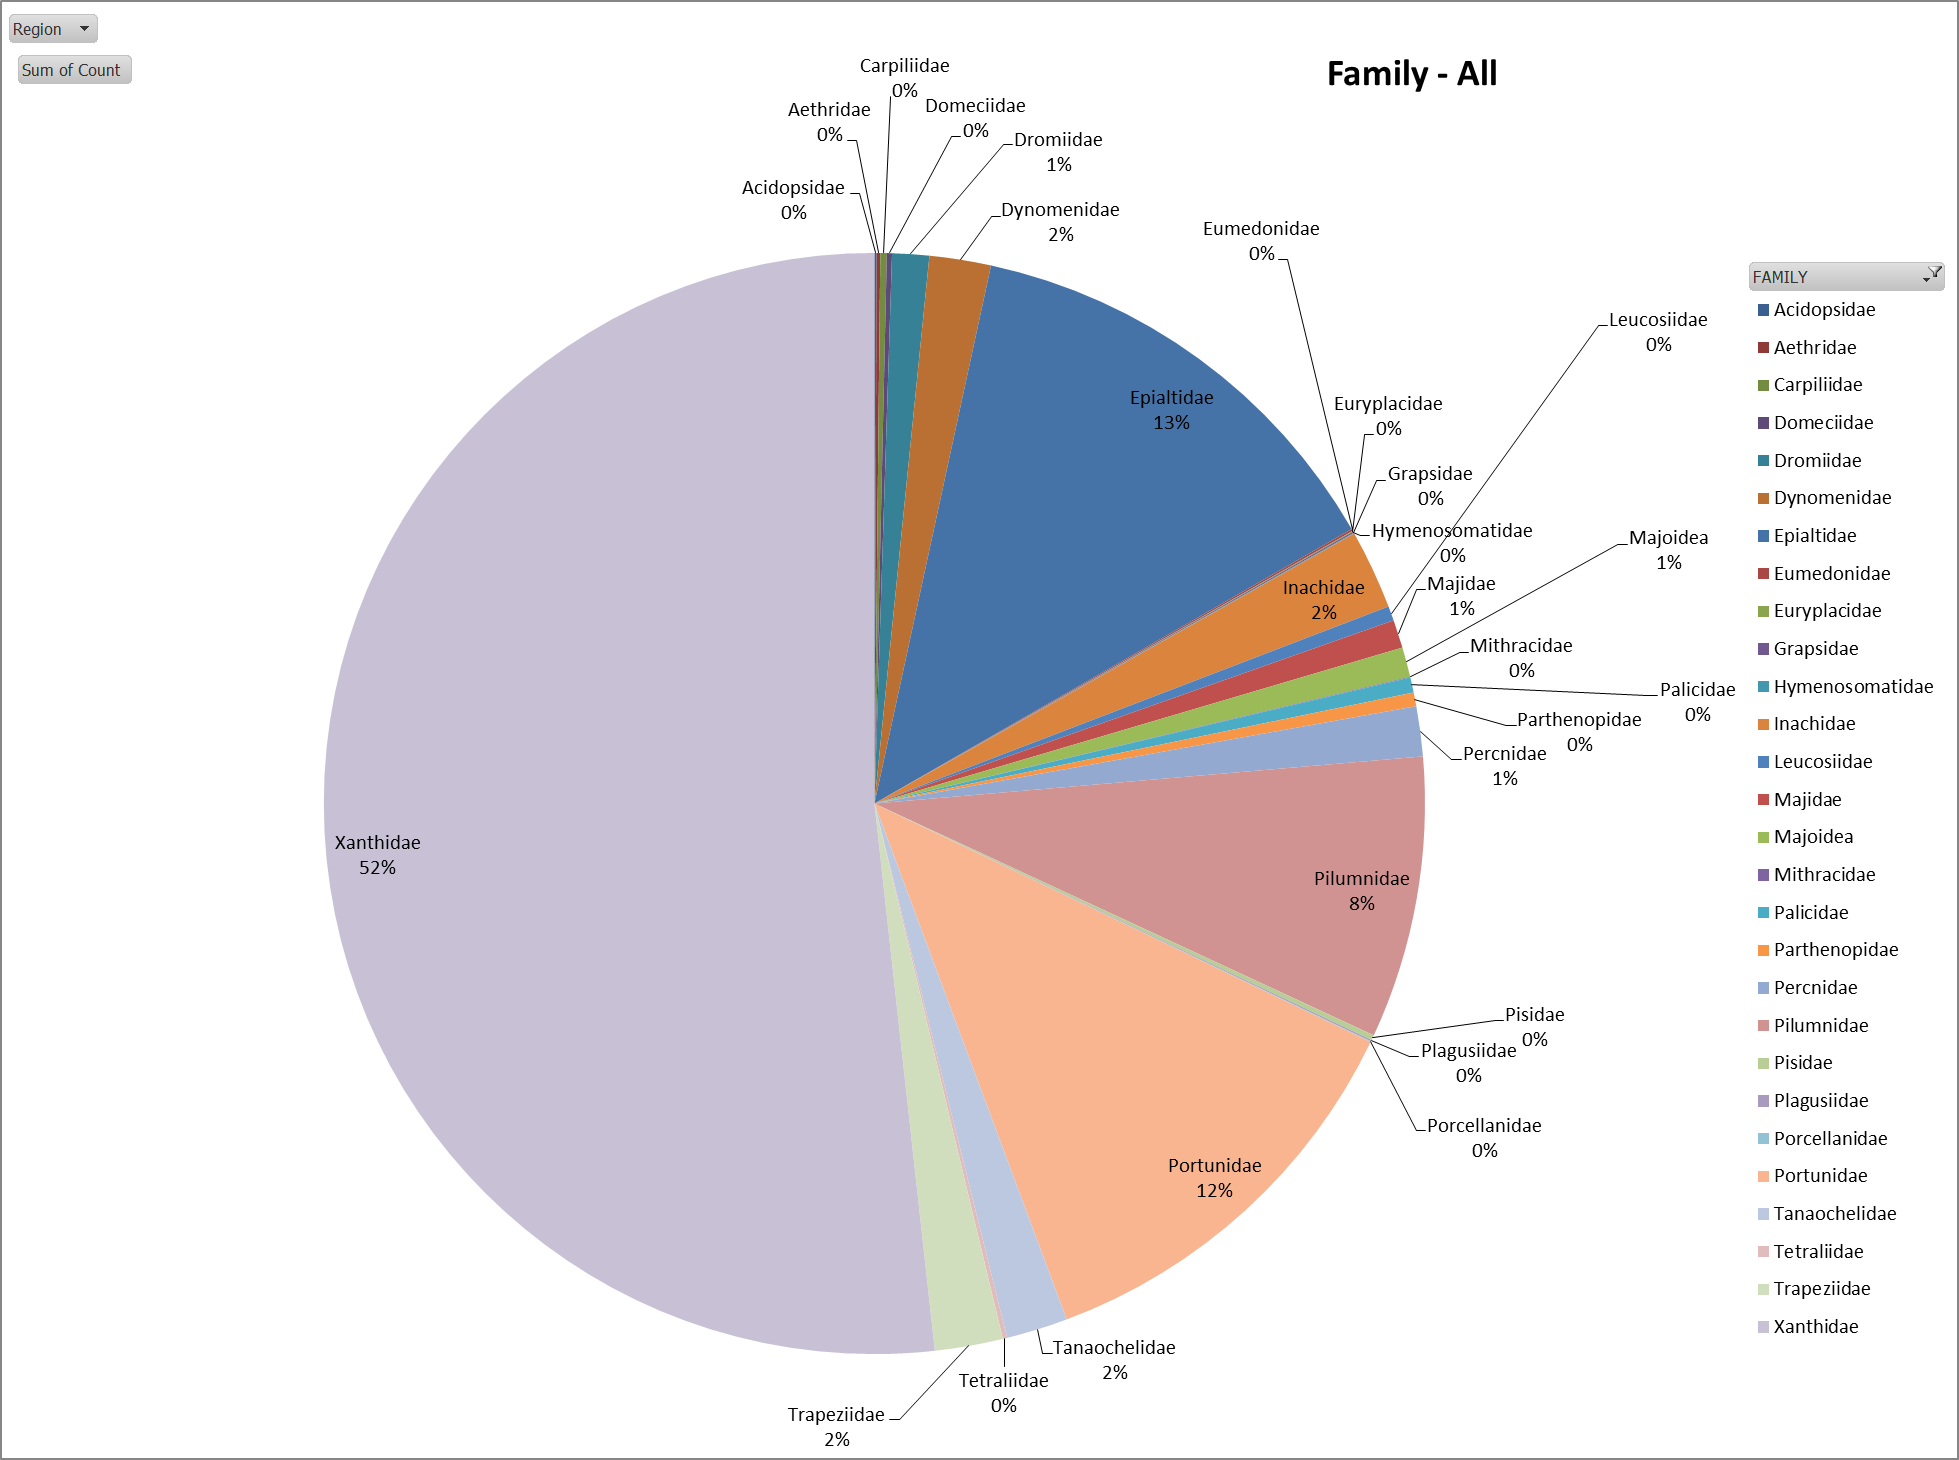 Region
Sum of Count
Family - All
Carpiliidae
0%
Aethridae
0%
Domeciidae
0%
Dromiidae
1%
Acidopsidae
0%
Dynomenidae
2%
Eumedonidae
0%
Leucosiidae
0%
Epialtidae
13%
Euryplacidae
0%
Grapsidae
0%
Hymenosomatidae
0%
Majoidea
1%
Inachidae
2%
Majidae
1%
Mithracidae
0%
Palicidae
0%
Parthenopidae
0%
Percnidae
1%
Xanthidae
52%
Pilumnidae
8%
Pisidae
0%
Plagusiidae
0%
Porcellanidae
0%
Portunidae
12%
Tanaochelidae
2%
Tetraliidae
0%
Trapeziidae
2%
FAMILY
Acidopsidae
Aethridae
Carpiliidae
Domeciidae
Dromiidae
Dynomenidae
Epialtidae
Eumedonidae
Euryplacidae
Grapsidae
Hymenosomatidae
Inachidae
Leucosiidae
Majidae
Majoidea
Mithracidae
Palicidae
Parthenopidae
Percnidae
Pilumnidae
Pisidae
Plagusiidae
Porcellanidae
Portunidae
Tanaochelidae
Tetraliidae
Trapeziidae
Xanthidae